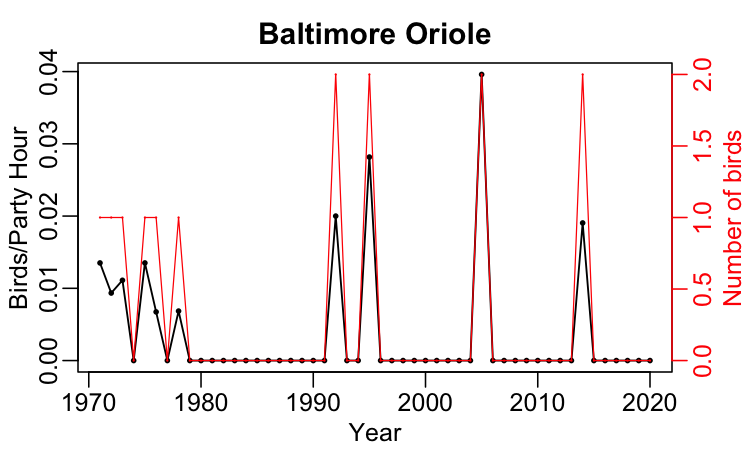 Baltimore Oriole
Birds/Party Hour
0.04
0.03
0.02
0.01
0.00
2.0
1.5
1.0
0.5
0.0
Number of birds
1970 1980 1990 2000 2010 2020
Year